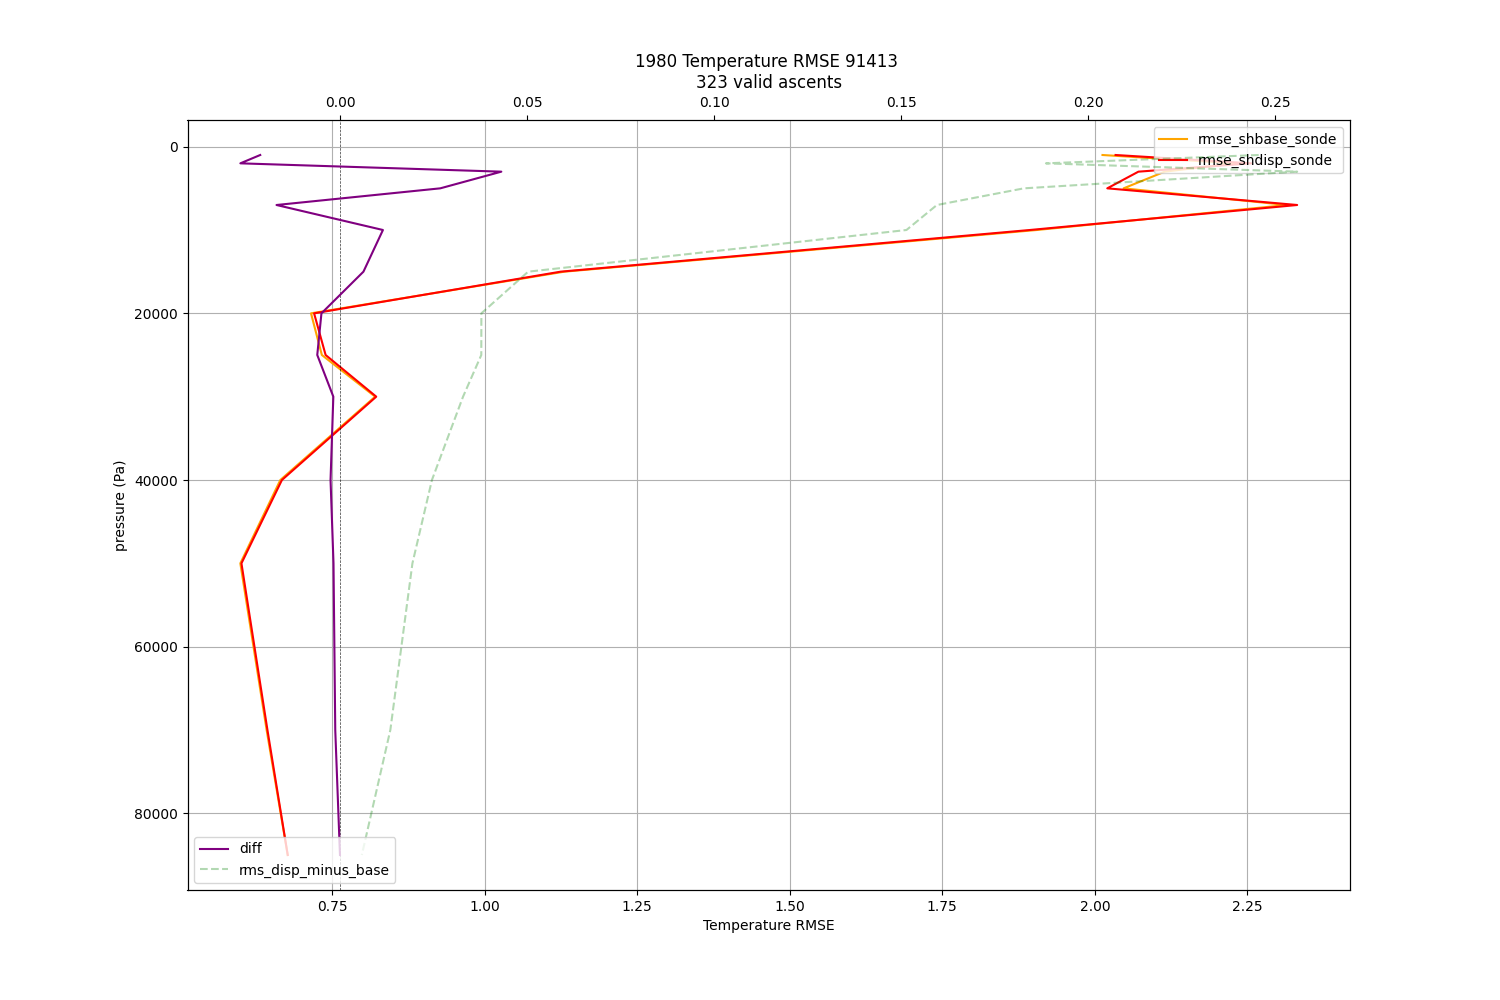 1980 Temperature RMSE 91413
323 valid ascents
0.00 0.05 0.10 0.15 0.20 0.25
rmse_shbase_sonde
rmse_shdisp_sonde
0
20000
40000
60000
80000
pressure (Pa)
diff
rms_disp_minus_base
0.75 1.00 1.25 1.50 1.75 2.00 2.25
Temperature RMSE